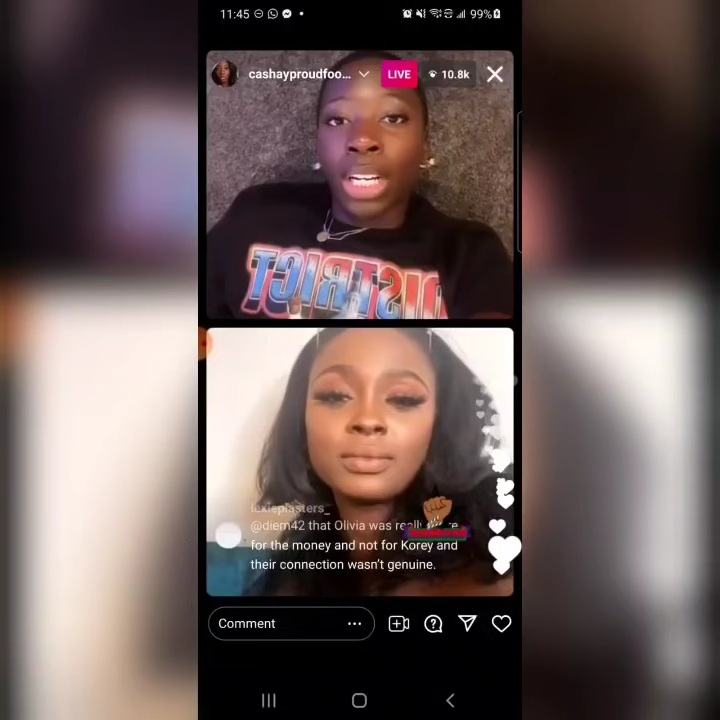 11:45
99%
cashayproudfoo...
LIVE
10.8k
DISTRICT
lexieplasters_
@diem42 that Olivia was really there
for the money and not for Korey and
their connection wasn't genuine.
Comment